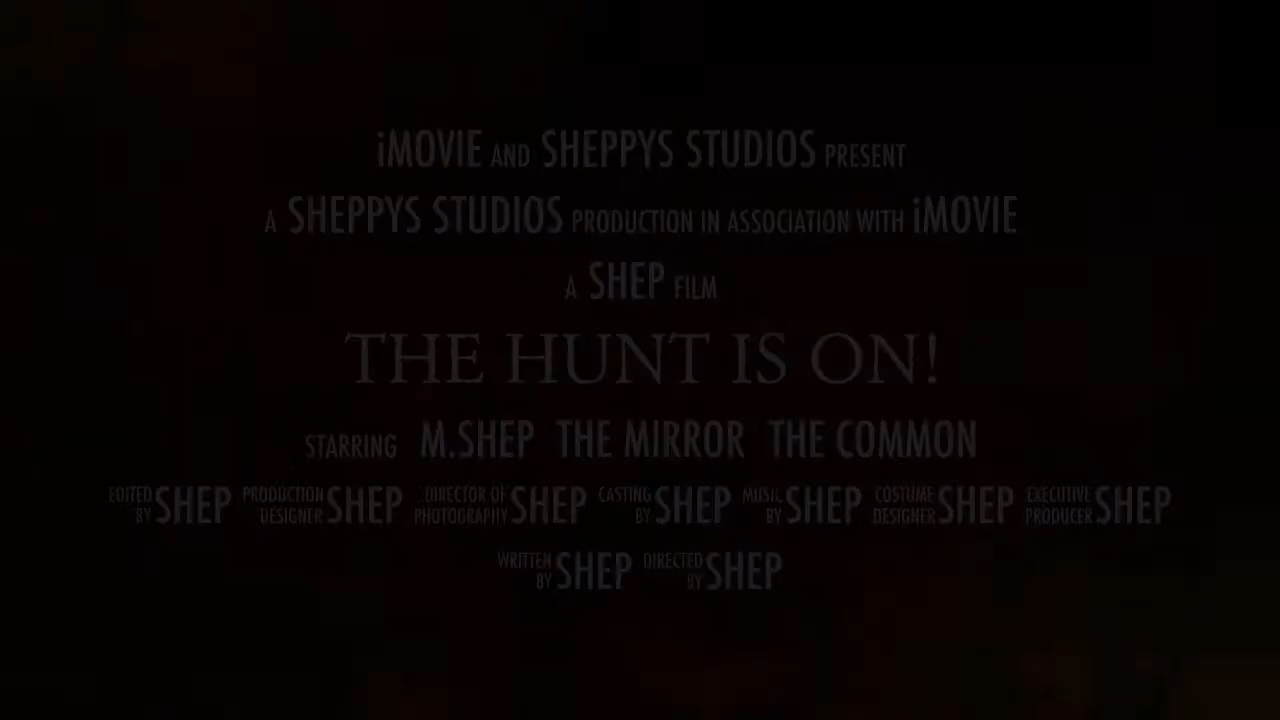 iMOVIE AND SHEPPYS STUDIOS PRESENT
A SHEPPYS STUDIOS PRODUCTION IN ASSOCIATION WITH iMOVIE
A SHEP FILM
THE HUNT IS ON!
STARRING M.SHEP THE MIRROR THE COMMON
EDITED BY SHEP PRODUCTION DESIGNER SHEP DIRECTOR OF PHOTOGRAPHY SHEP CASTING BY SHEP MUSIC BY SHEP COSTUME DESIGNER SHEP EXECUTIVE PRODUCER SHEP
WRITTEN BY SHEP DIRECTED BY SHEP